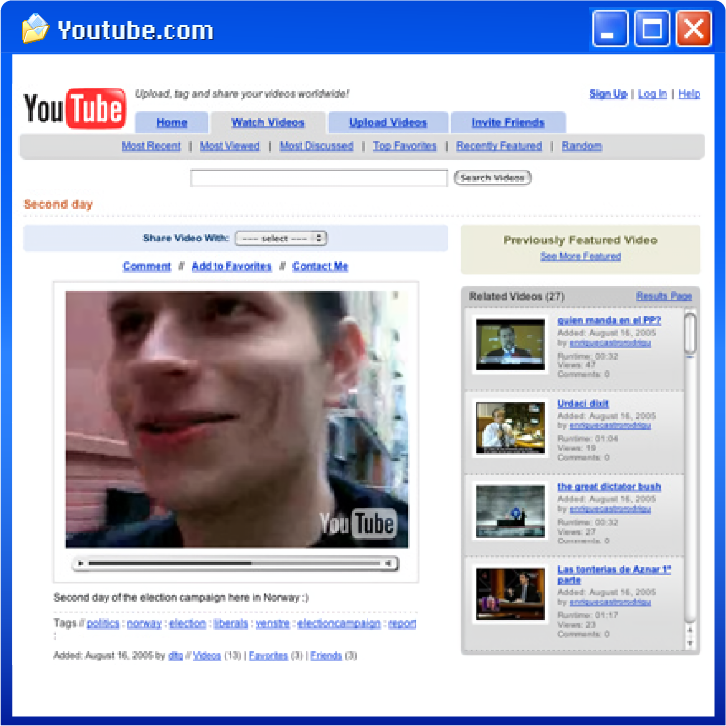 Youtube.com
YouTube
Upload, tag and share your videos worldwide!
Sign Up | Log In | Help
Home
Watch Videos
Upload Videos
Invite Friends
Most Recent | Most Viewed | Most Discussed | Top Favorites | Recently Featured | Random
Search Videos
Second day
Share Video With: --- select ---
Comment // Add to Favorites // Contact Me
YouTube
Second day of the election campaign here in Norway :)
Tags // politics : norway : election : liberals : venstre : electioncampaign : report
:
Added: August 16, 2005 by dltq // Videos (13) | Favorites (3) | Friends (3)
Previously Featured Video
See More Featured
Related Videos (27) Results Page
quien manda en el PP?
Added: August 16, 2005
by enriquecastromdrigu
Runtime: 00:32
Views: 47
Comments: 0
Urdaci dixit
Added: August 16, 2005
by
Runtime: 01:04
Views: 19
Comments: 0
the great dictator bush
Added: August 16, 2005
by
Runtime: 00:32
Views: 27
Comments: 0
Las tonterias de Aznar 1ª
parte
Added: August 16, 2005
by
Runtime: 01:17
Views: 23
Comments: 0